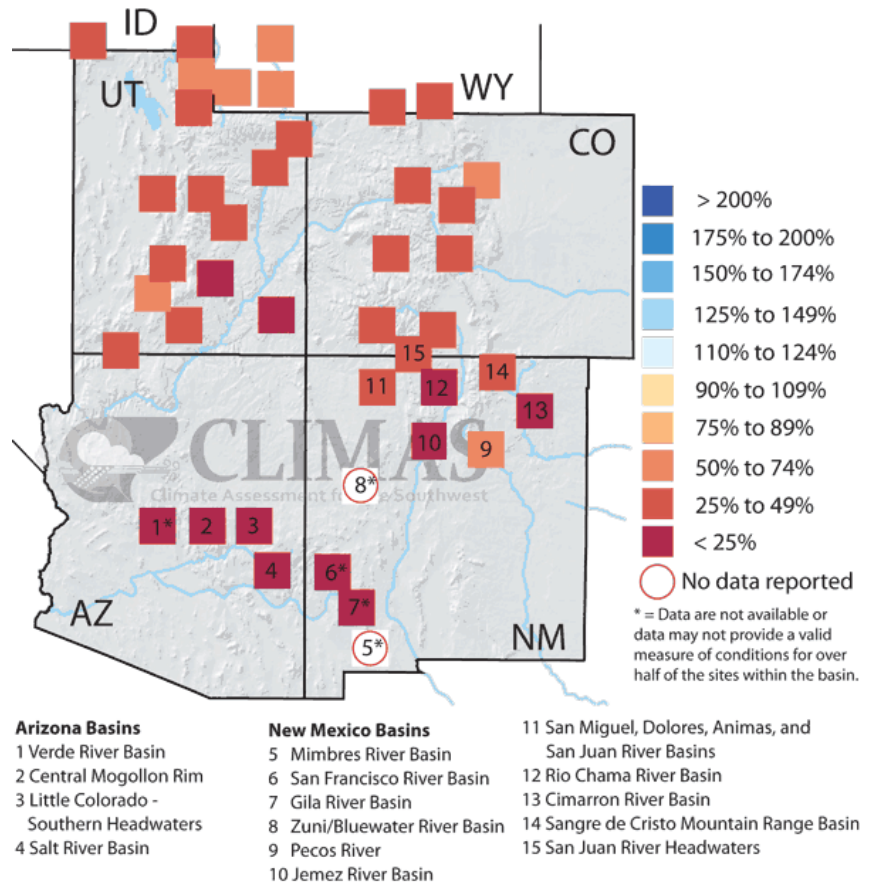 ID
UT
WY
CO
> 200%
175% to 200%
150% to 174%
125% to 149%
110% to 124%
90% to 109%
75% to 89%
50% to 74%
25% to 49%
< 25%
No data reported
* = Data are not available or
data may not provide a valid
measure of conditions for over
half of the sites within the basin.
15
14
11
12
13
10
9
CLIMAS
Climate Assessment for the Southwest
8*
1*
2
3
4
6*
7*
5*
AZ
NM
Arizona Basins
1 Verde River Basin
2 Central Mogollon Rim
3 Little Colorado -
Southern Headwaters
4 Salt River Basin
New Mexico Basins
5 Mimbres River Basin
6 San Francisco River Basin
7 Gila River Basin
8 Zuni/Bluewater River Basin
9 Pecos River
10 Jemez River Basin
11 San Miguel, Dolores, Animas, and
San Juan River Basins
12 Rio Chama River Basin
13 Cimarron River Basin
14 Sangre de Cristo Mountain Range Basin
15 San Juan River Headwaters